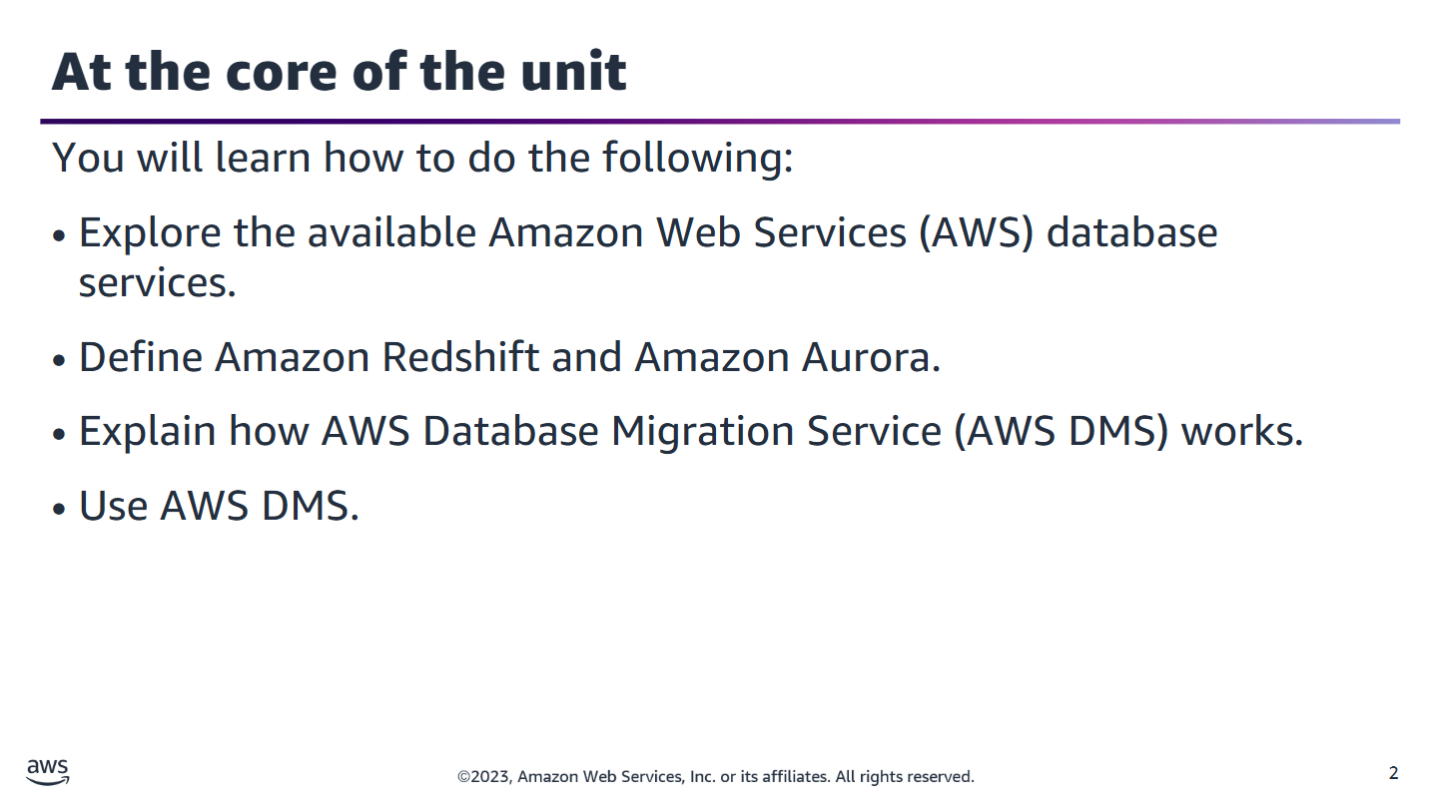 At the core of the unit
You will learn how to do the following:
• Explore the available Amazon Web Services (AWS) database
services.
• Define Amazon Redshift and Amazon Aurora.
• Explain how AWS Database Migration Service (AWS DMS) works.
• Use AWS DMS.
aws
©2023, Amazon Web Services, Inc. or its affiliates. All rights reserved.
2